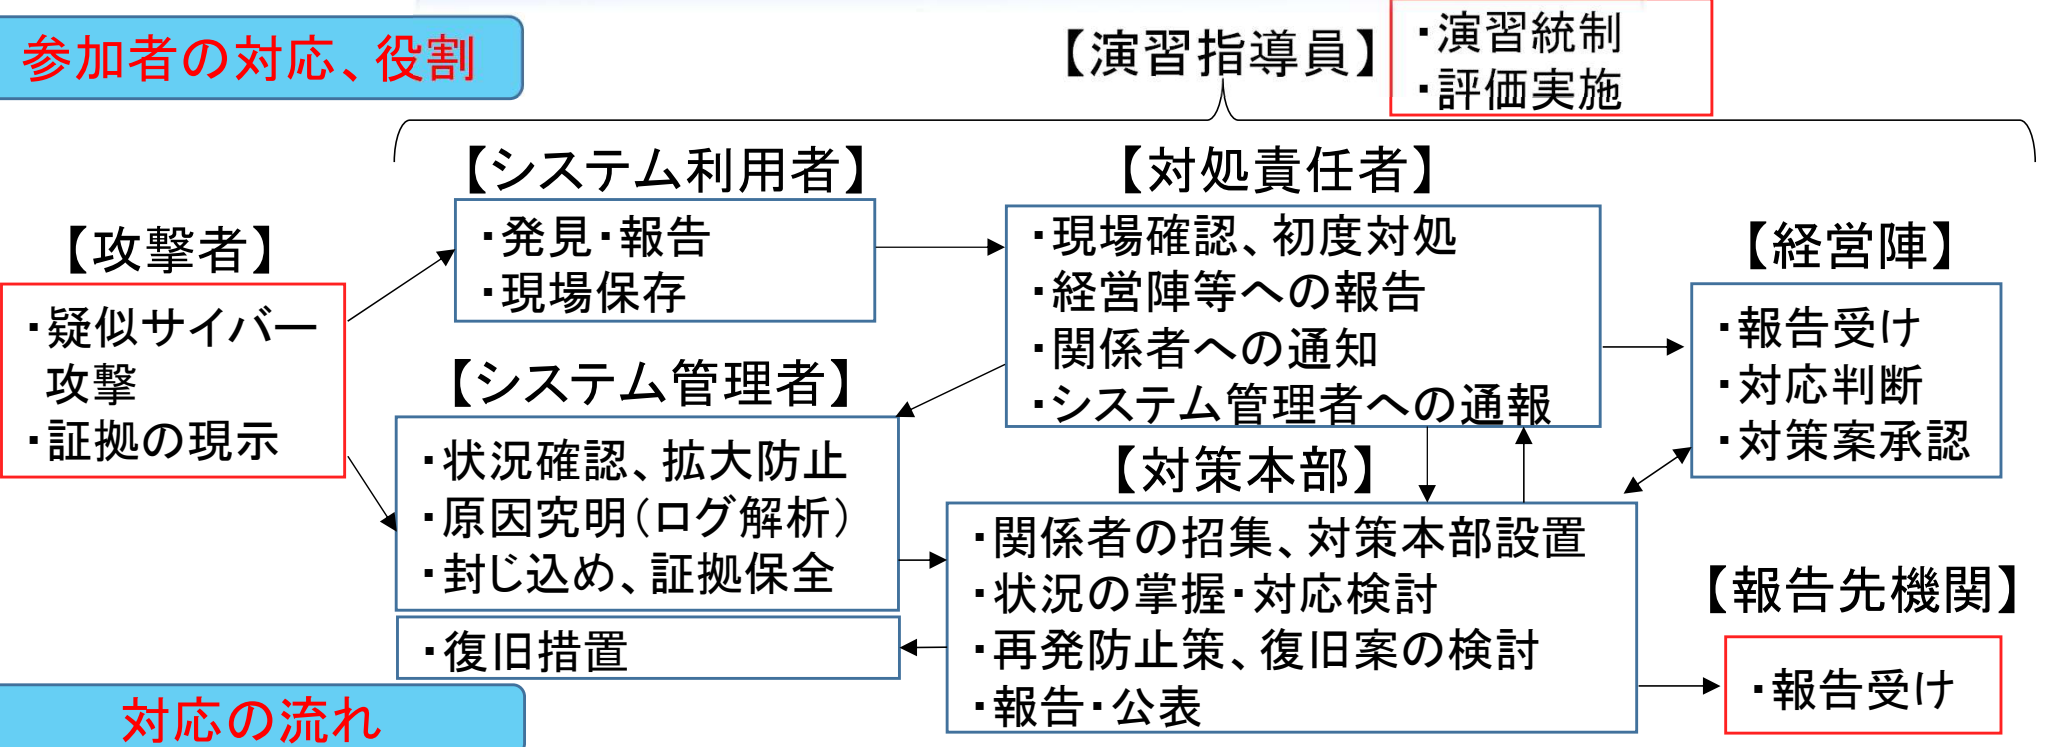 参加者の対応、役割
【演習指導員】
・演習統制
・評価実施
【システム利用者】
・発見・報告
・現場保存
【対処責任者】
・現場確認、初度対処
・経営陣等への報告
・関係者への通知
・システム管理者への通報
【攻撃者】
・疑似サイバー
攻撃
・証拠の現示
【経営陣】
・報告受け
・対応判断
・対策案承認
【システム管理者】
・状況確認、拡大防止
・原因究明(ログ解析)
・封じ込め、証拠保全
・復旧措置
【対策本部】
・関係者の招集、対策本部設置
・状況の掌握・対応検討
・再発防止策、復旧案の検討
・報告・公表
【報告先機関】
・報告受け
対応の流れ